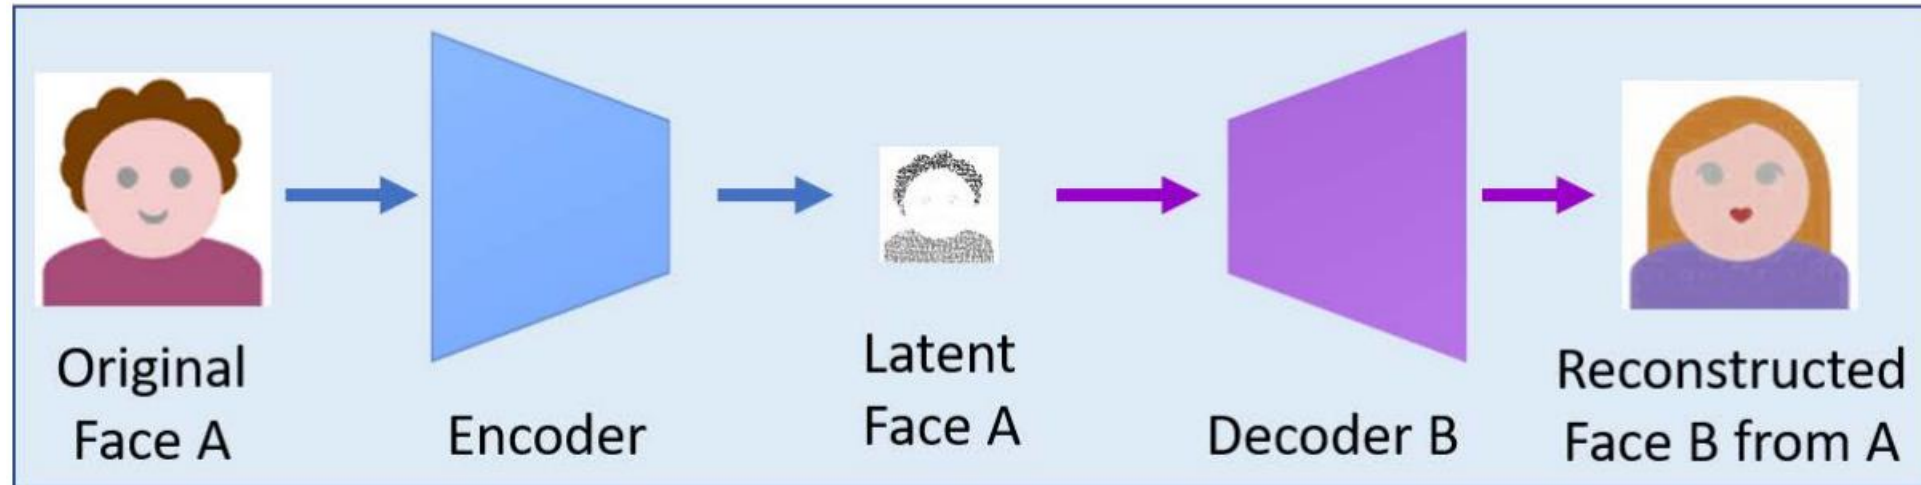 Original
Face A
Encoder
Latent
Face A
Decoder B
Reconstructed
Face B from A